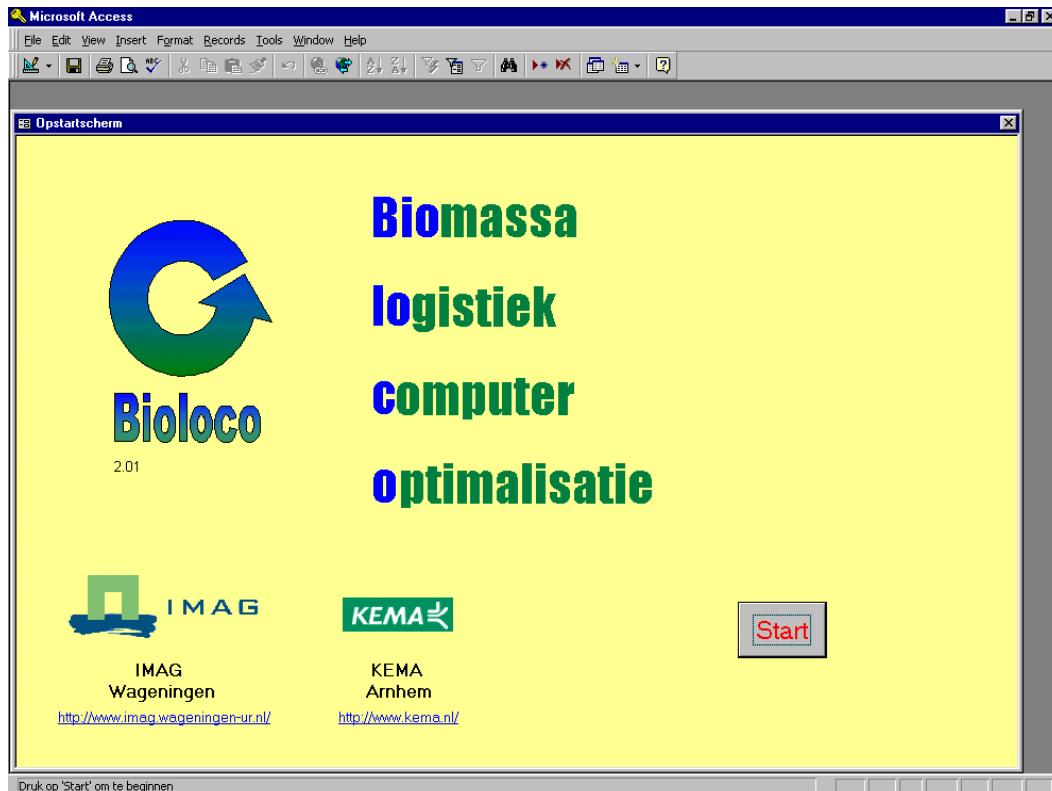 Microsoft Access
File Edit View Insert Format Records Tools Window Help
Opstartscherm
Biomassa
logistiek
computer
optimalisatie
Bioloco
2.01
IMAG
KEMA
Start
IMAG
Wageningen
http://www.imag.wageningen-ur.nl/
KEMA
Arnhem
http://www.kema.nl/
Druk op 'Start' om te beginnen